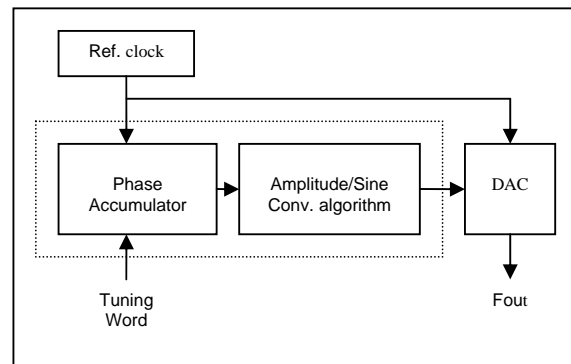 Ref. clock
Phase
Accumulator
Amplitude/Sine
Conv. algorithm
DAC
Tuning
Word
Fout